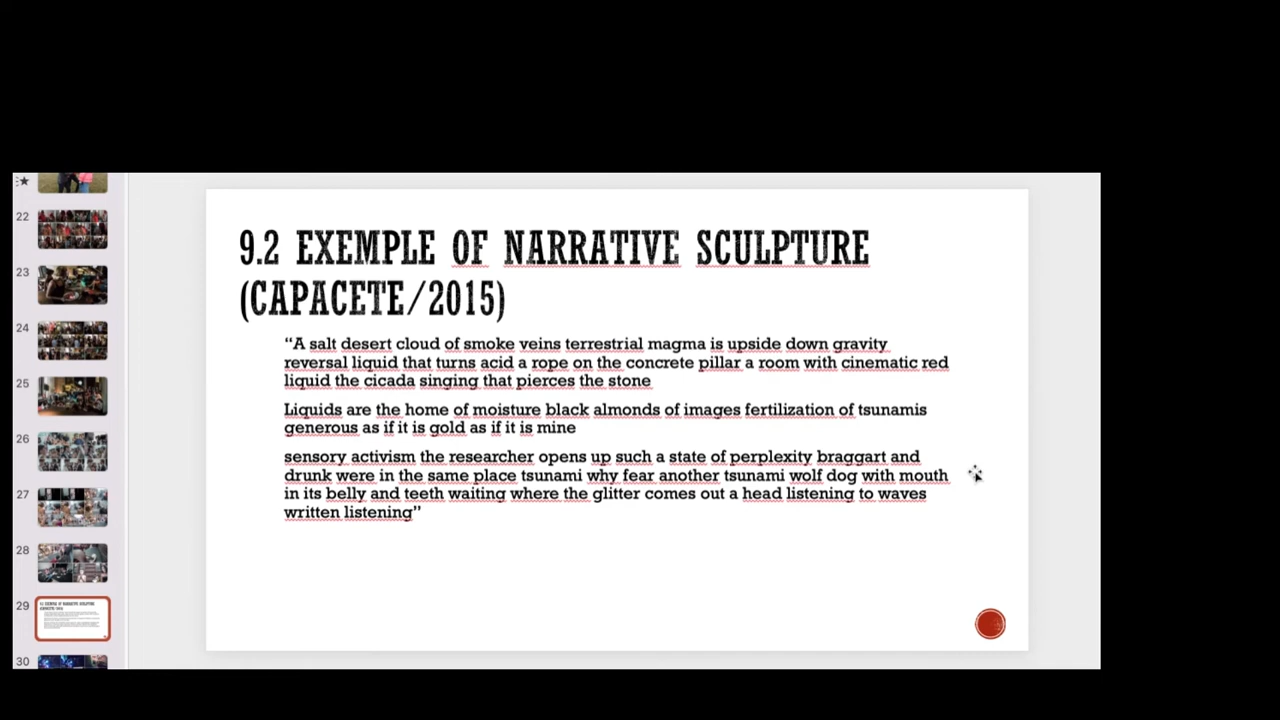 22
23
24
25
26
27
28
29
30
9.2 EXEMPLE OF NARRATIVE SCULPTURE
(CAPACETE/2015)
“A salt desert cloud of smoke veins terrestrial magma is upside down gravity
reversal liquid that turns acid a rope on the concrete pillar a room with cinematic red
liquid the cicada singing that pierces the stone
Liquids are the home of moisture black almonds of images fertilization of tsunamis
generous as if it is gold as if it is mine
sensory activism the researcher opens up such a state of perplexity braggart and
drunk were in the same place tsunami why fear another tsunami wolf dog with mouth
in its belly and teeth waiting where the glitter comes out a head listening to waves
written listening”